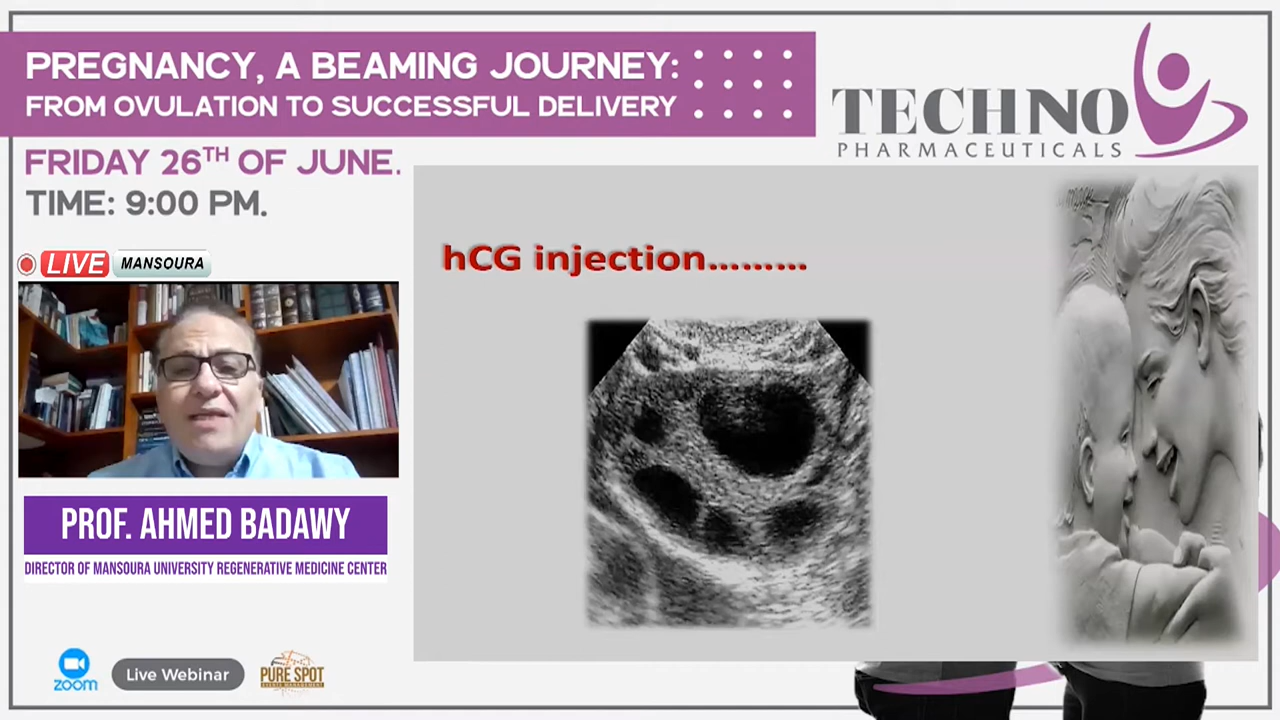 PREGNANCY, A BEAMING JOURNEY:
FROM OVULATION TO SUCCESSFUL DELIVERY
TECHNO
PHARMACEUTICALS
FRIDAY 26TH OF JUNE.
TIME: 9:00 PM.
LIVE MANSOURA
hCG injection.........
PROF. AHMED BADAWY
DIRECTOR OF MANSOURA UNIVERSITY REGENERATIVE MEDICINE CENTER
zoom
Live Webinar
PURE SPOT